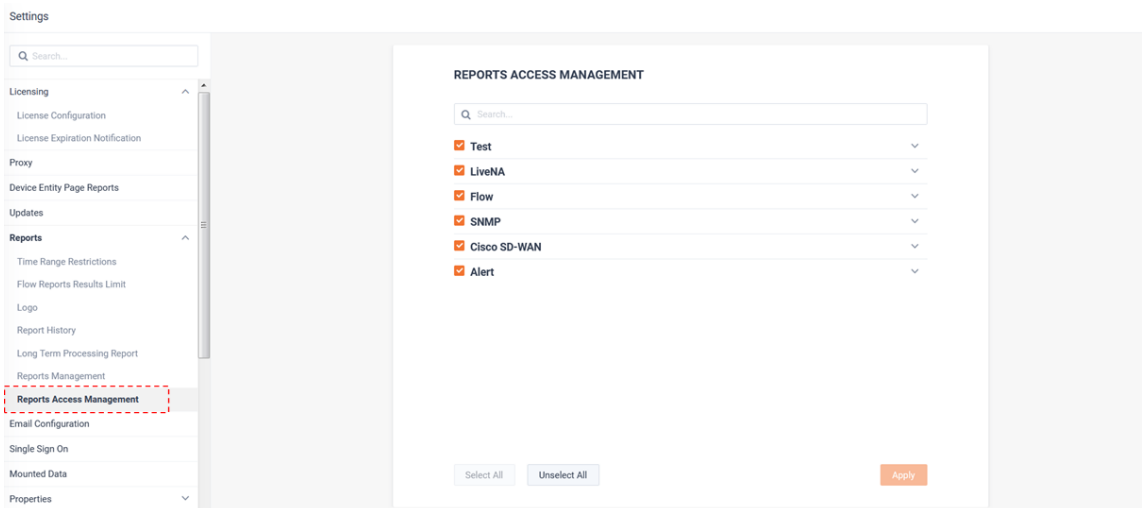 Settings
Search...
Licensing
License Configuration
License Expiration Notification
Proxy
Device Entity Page Reports
Updates
Reports
Time Range Restrictions
Flow Reports Results Limit
Logo
Report History
Long Term Processing Report
Reports Management
Reports Access Management
Email Configuration
Single Sign On
Mounted Data
Properties
REPORTS ACCESS MANAGEMENT
Search...
Test
LiveNA
Flow
SNMP
Cisco SD-WAN
Alert
Select All
Unselect All
Apply